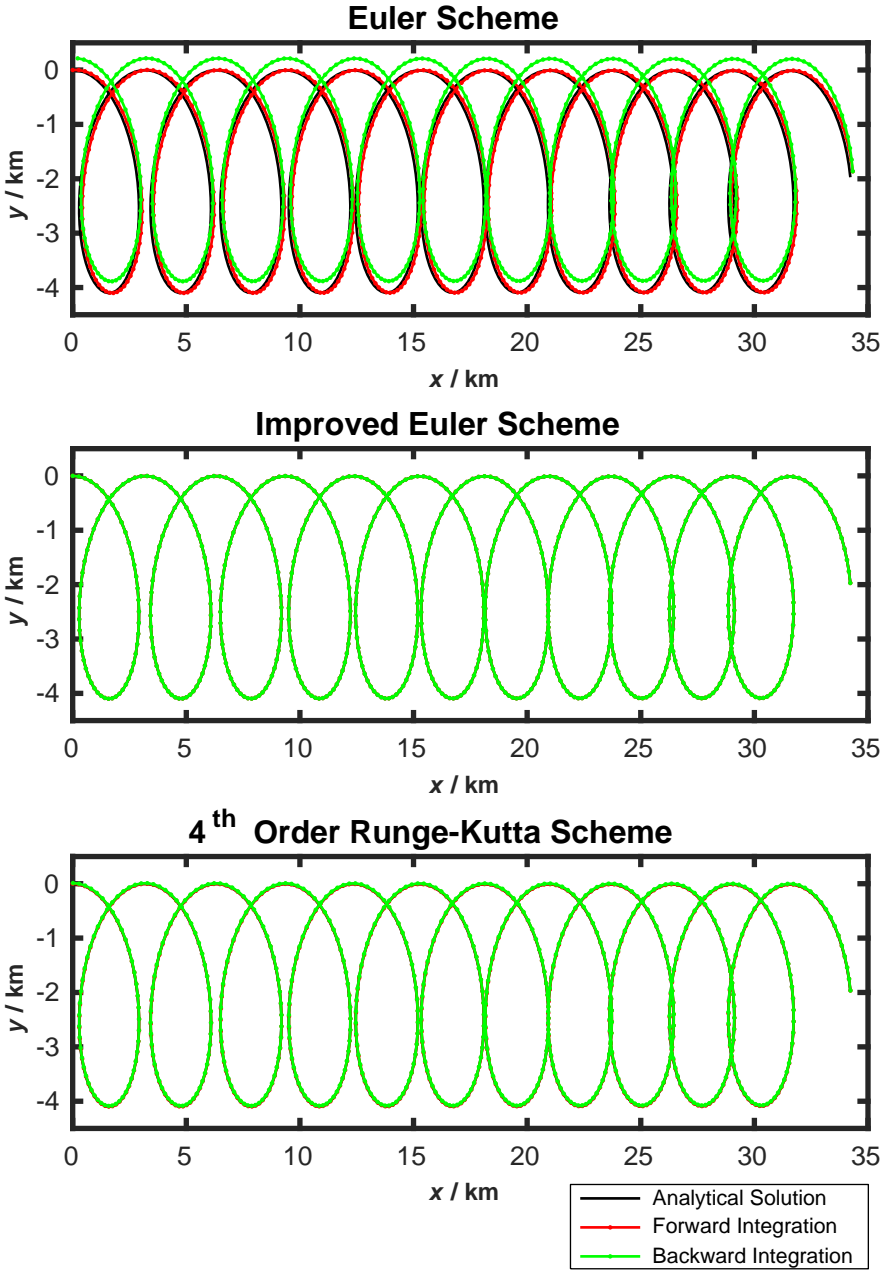 Euler Scheme
0
-1
-2
-3
-4
y / km
0 5 10 15 20 25 30 35
x / km
Improved Euler Scheme
0
-1
-2
-3
-4
y / km
0 5 10 15 20 25 30 35
x / km
4 th Order Runge-Kutta Scheme
0
-1
-2
-3
-4
y / km
0 5 10 15 20 25 30 35
x / km
Analytical Solution
Forward Integration
Backward Integration